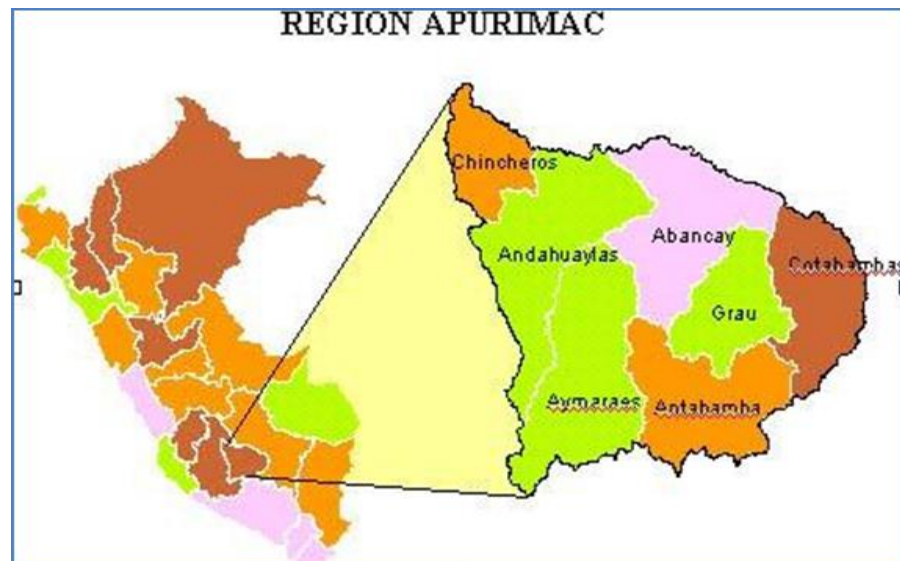 REGION APURIMAC
Chincheros
Andahuaylas
Abancay
Cotabambas
Grau
Aymaraes
Antabamba